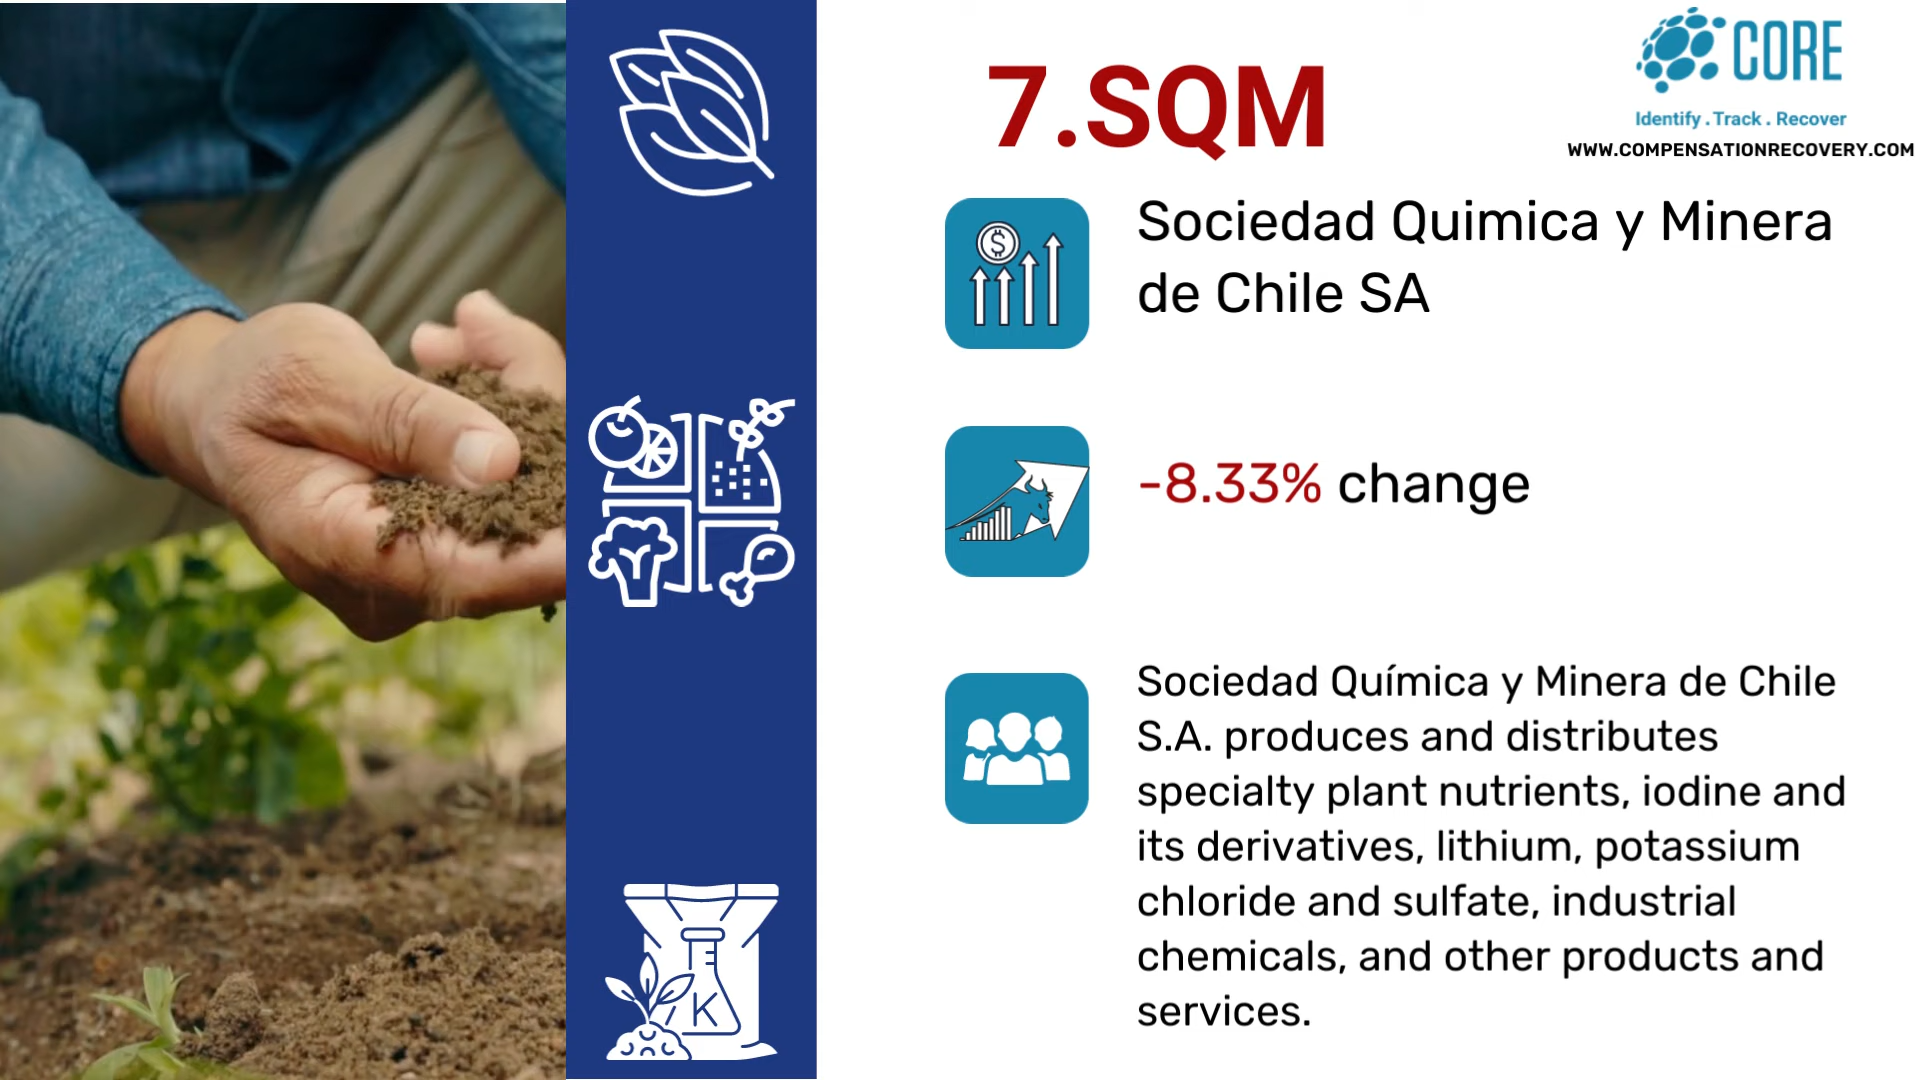 7.SQM
CORE
Identify . Track . Recover
WWW.COMPENSATIONRECOVERY.COM
Sociedad Quimica y Minera
de Chile SA
$
-8.33% change
Sociedad Química y Minera de Chile
S.A. produces and distributes
specialty plant nutrients, iodine and
its derivatives, lithium, potassium
chloride and sulfate, industrial
chemicals, and other products and
services.
K